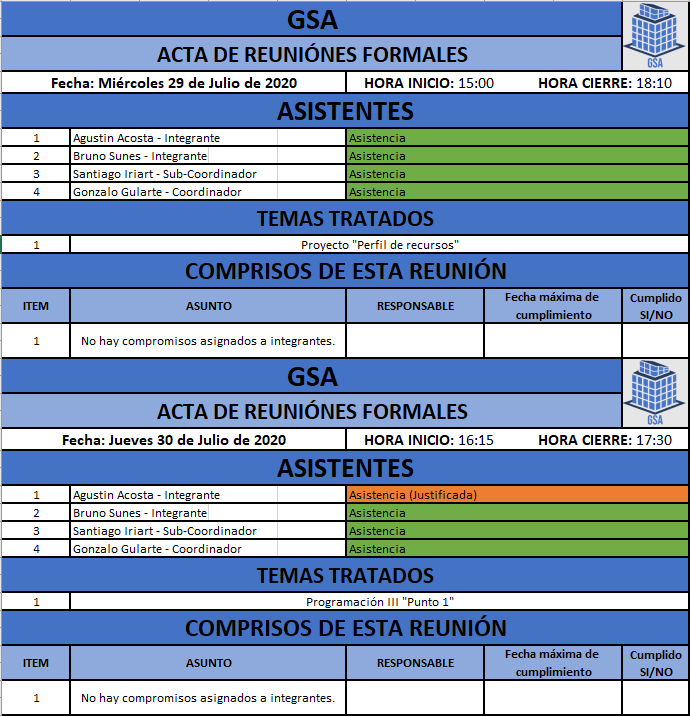 GSA
ACTA DE REUNIÓNES FORMALES
GSA
Fecha: Miércoles 29 de Julio de 2020 HORA INICIO: 15:00 HORA CIERRE: 18:10
ASISTENTES
1 Agustin Acosta - Integrante Asistencia
2 Bruno Sunes - Integrante Asistencia
3 Santiago Iriart - Sub-Coordinador Asistencia
4 Gonzalo Gularte - Coordinador Asistencia
TEMAS TRATADOS
1 Proyecto "Perfil de recursos"
COMPRISOS DE ESTA REUNIÓN
ITEM ASUNTO RESPONSABLE Fecha máxima de cumplimiento Cumplido SI/NO
1 No hay compromisos asignados a integrantes.
GSA
ACTA DE REUNIÓNES FORMALES
GSA
Fecha: Jueves 30 de Julio de 2020 HORA INICIO: 16:15 HORA CIERRE: 17:30
ASISTENTES
1 Agustin Acosta - Integrante Asistencia (Justificada)
2 Bruno Sunes - Integrante Asistencia
3 Santiago Iriart - Sub-Coordinador Asistencia
4 Gonzalo Gularte - Coordinador Asistencia
TEMAS TRATADOS
1 Programación III "Punto 1"
COMPRISOS DE ESTA REUNIÓN
ITEM ASUNTO RESPONSABLE Fecha máxima de cumplimiento Cumplido SI/NO
1 No hay compromisos asignados a integrantes.